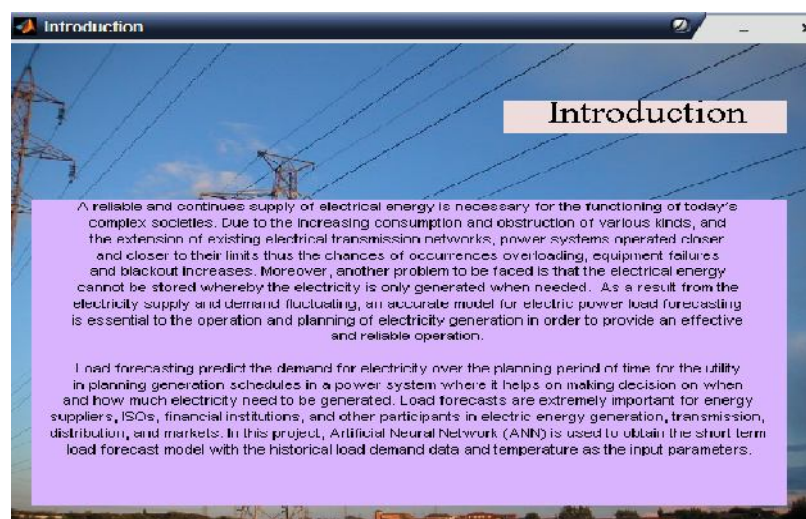 Introduction
Introduction
A reliable and continues supply of electrical energy is necessary for the functioning of today's
complex societies. Due to the increasing consumption and obstruction of various kinds, and
the extension of existing electrical transmission networks, power systems operated closer
and closer to their limits thus the chances of occurrences overloading, equipment failures
and blackout increases. Moreover, another problem to be faced is that the electrical energy
cannot be stored whereby the electricity is only generated when needed. As a result from the
electricity supply and demand fluctuating, an accurate model for electric power load forecasting
is essential to the operation and planning of electricity generation in order to provide an effective
and reliable operation.
Load forecasting predict the demand for electricity over the planning period of time for the utility
in planning generation schedules in a power system where it helps on making decision on when
and how much electricity need to be generated. Load forecasts are extremely important for energy
suppliers, ISOs, financial institutions, and other participants in electric energy generation, transmission,
distribution, and markets. In this project, Artificial Neural Network (ANN) is used to obtain the short term
load forecast model with the historical load demand data and temperature as the input parameters.